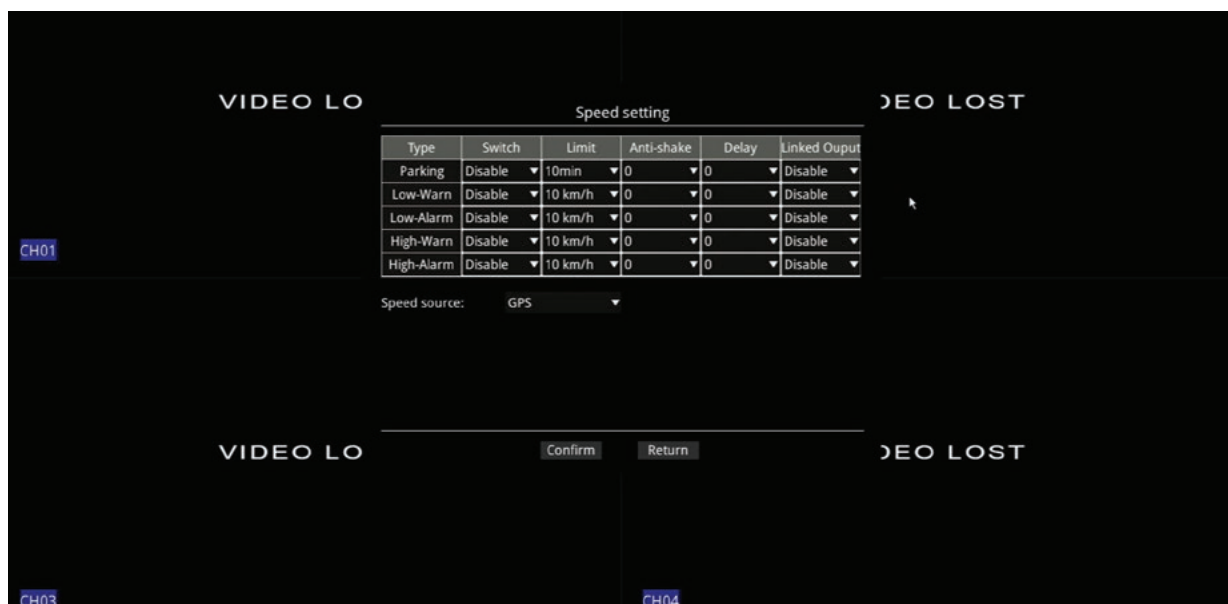 VIDEO LO
DEO LOST
Speed setting
Type Switch Limit Anti-shake Delay Linked Ouput
Parking Disable 10min 0 0 Disable
Low-Warn Disable 10 km/h 0 0 Disable
Low-Alarm Disable 10 km/h 0 0 Disable
High-Warn Disable 10 km/h 0 0 Disable
High-Alarm Disable 10 km/h 0 0 Disable
CH01
Speed source: GPS
VIDEO LO
Confirm Return
DEO LOST
CH03
CH04